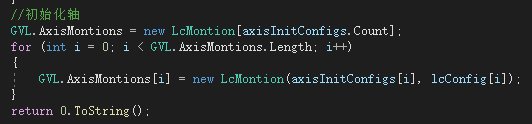 //初始化轴
GVL.AxisMontions = new LcMontion[axisInitConfigs.Count];
for (int i = 0; i < GVL.AxisMontions.Length; i++)
{
GVL.AxisMontions[i] = new LcMontion(axisInitConfigs[i], lcConfig[i]);
}
return 0.ToString();